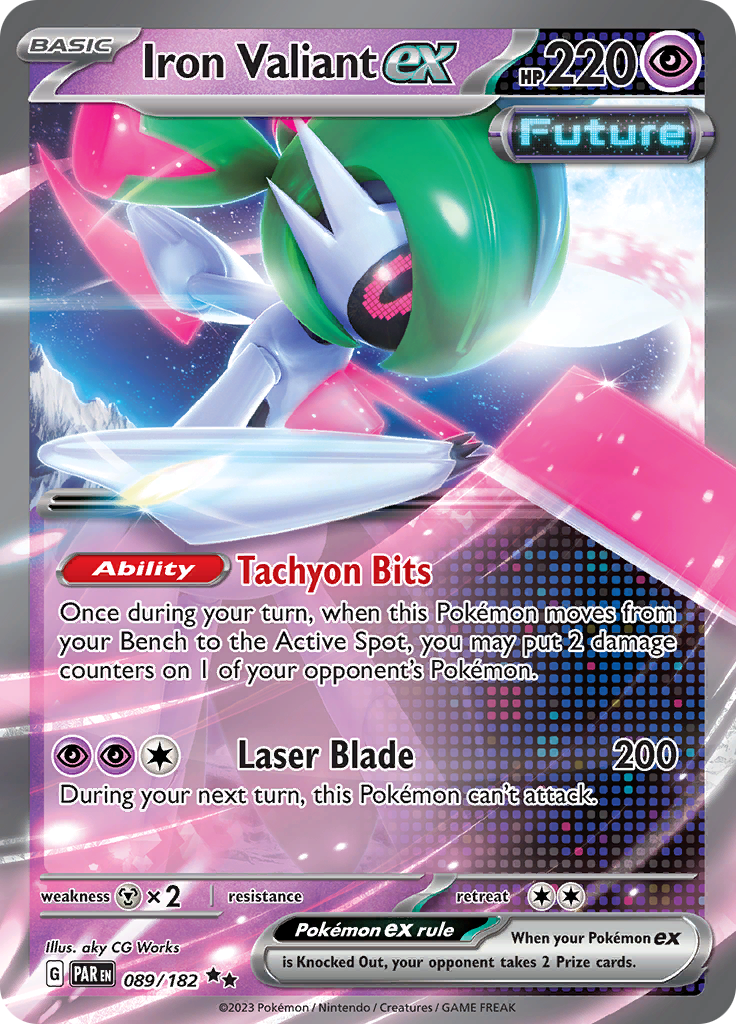 BASIC Iron Valiant ex HP 220
Future
Ability Tachyon Bits
Once during your turn, when this Pokémon moves from
your Bench to the Active Spot, you may put 2 damage
counters on 1 of your opponent's Pokémon.
Laser Blade 200
During your next turn, this Pokémon can't attack.
weakness ×2 resistance retreat
Pokémon ex rule
When your Pokémon ex
is Knocked Out, your opponent takes 2 Prize cards.
Illus. aky CG Works
G PAR EN 089/182 ★★
©2023 Pokémon / Nintendo / Creatures / GAME FREAK